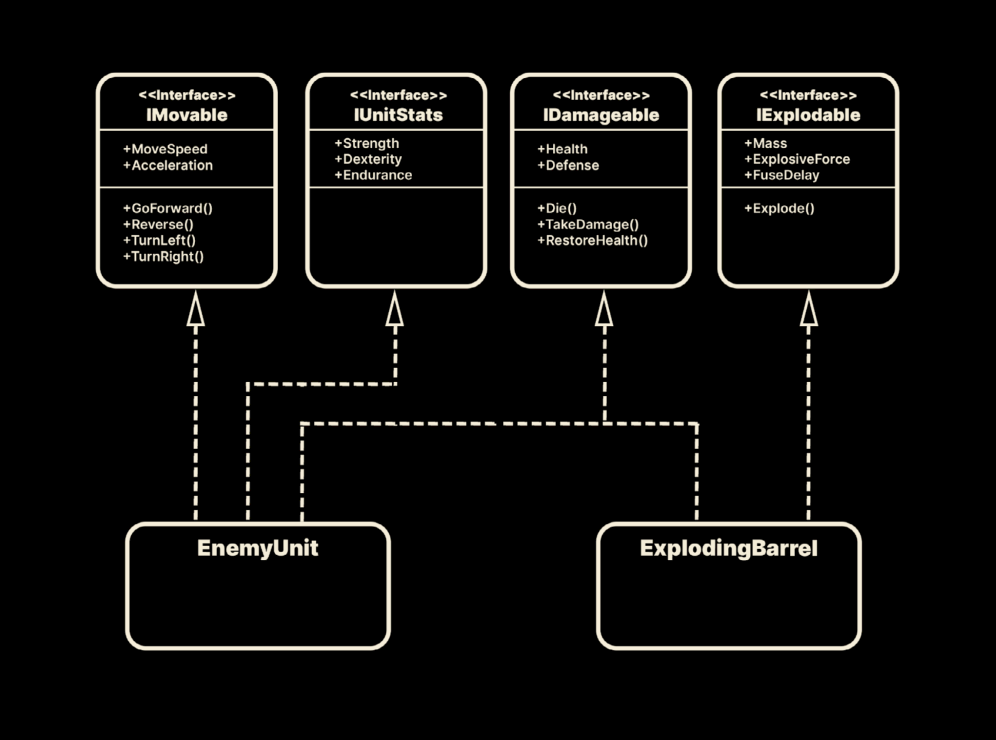 <<Interface>>
IMovable
+MoveSpeed
+Acceleration
+GoForward()
+Reverse()
+TurnLeft()
+TurnRight()
<<Interface>>
IUnitStats
+Strength
+Dexterity
+Endurance
<<Interface>>
IDamageable
+Health
+Defense
+Die()
+TakeDamage()
+RestoreHealth()
<<Interface>>
IExplodable
+Mass
+ExplosiveForce
+FuseDelay
+Explode()
EnemyUnit
ExplodingBarrel